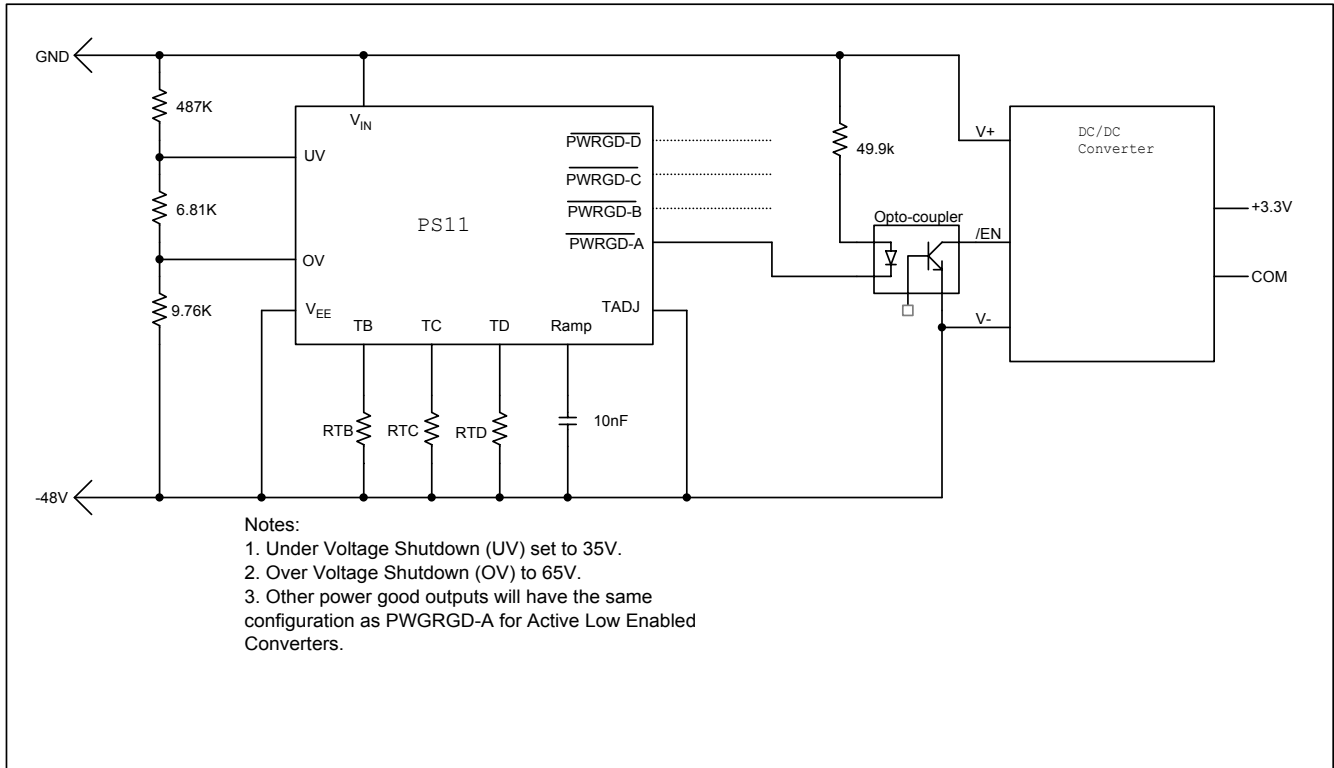 GND
487K
V_IN
UV
6.81K
PS11
OV
9.76K
V_EE
TB
TC
TD
Ramp
TADJ
PWRGD-D
PWRGD-C
PWRGD-B
PWRGD-A
49.9k
Opto-coupler
V+
DC/DC
Converter
/EN
V-
+3.3V
COM
RTB
RTC
RTD
10nF
-48V
Notes:
1. Under Voltage Shutdown (UV) set to 35V.
2. Over Voltage Shutdown (OV) to 65V.
3. Other power good outputs will have the same
configuration as PWGRGD-A for Active Low Enabled
Converters.